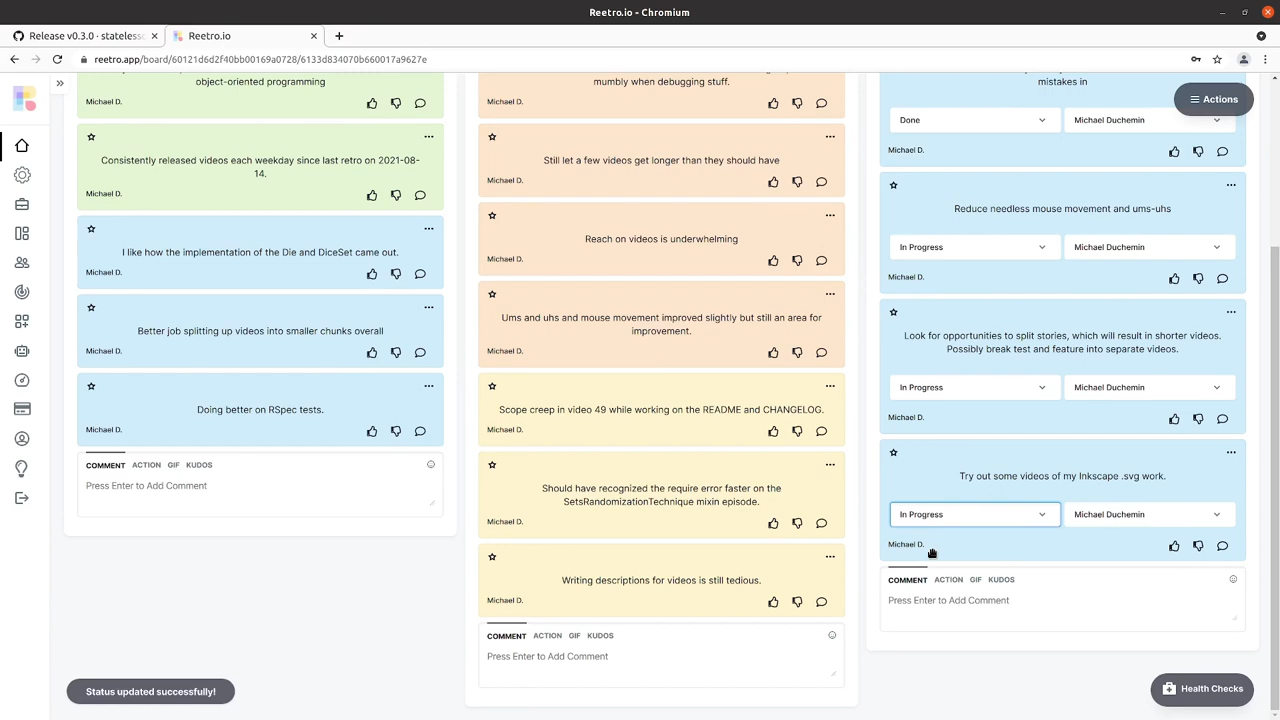 Reetro.io - Chromium
Release v0.3.0 - statelessc
Reetro.io
reetro.app/board/60121d6d2f40bb00169a0728/6133d834070b660017a9627e
object-oriented programming
Michael D.
Consistently released videos each weekday since last retro on 2021-08-
14.
Michael D.
I like how the implementation of the Die and DiceSet came out.
Michael D.
Better job splitting up videos into smaller chunks overall
Michael D.
Doing better on RSpec tests.
Michael D.
COMMENT ACTION GIF KUDOS
Press Enter to Add Comment
Status updated successfully!
mumbly when debugging stuff.
Michael D.
Still let a few videos get longer than they should have
Michael D.
Reach on videos is underwhelming
Michael D.
Ums and uhs and mouse movement improved slightly but still an area for
improvement.
Michael D.
Scope creep in video 49 while working on the README and CHANGELOG.
Michael D.
Should have recognized the require error faster on the
SetsRandomizationTechnique mixin episode.
Michael D.
Writing descriptions for videos is still tedious.
Michael D.
COMMENT ACTION GIF KUDOS
Press Enter to Add Comment
mistakes in
Actions
Done Michael Duchemin
Michael D.
Reduce needless mouse movement and ums-uhs
In Progress Michael Duchemin
Michael D.
Look for opportunities to split stories, which will result in shorter videos.
Possibly break test and feature into separate videos.
In Progress Michael Duchemin
Michael D.
Try out some videos of my Inkscape .svg work.
In Progress Michael Duchemin
Michael D.
COMMENT ACTION GIF KUDOS
Press Enter to Add Comment
Health Checks